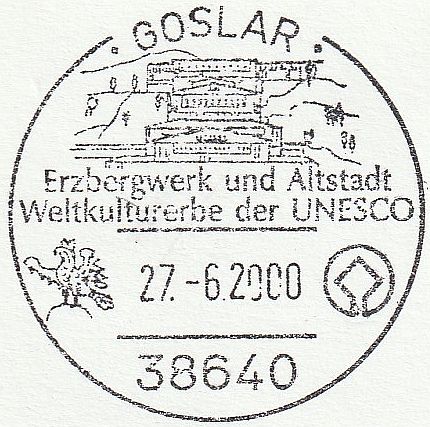 · GOSLAR ·
Erzbergwerk und Altstadt
Weltkulturerbe der UNESCO
27.-6.2000
38640